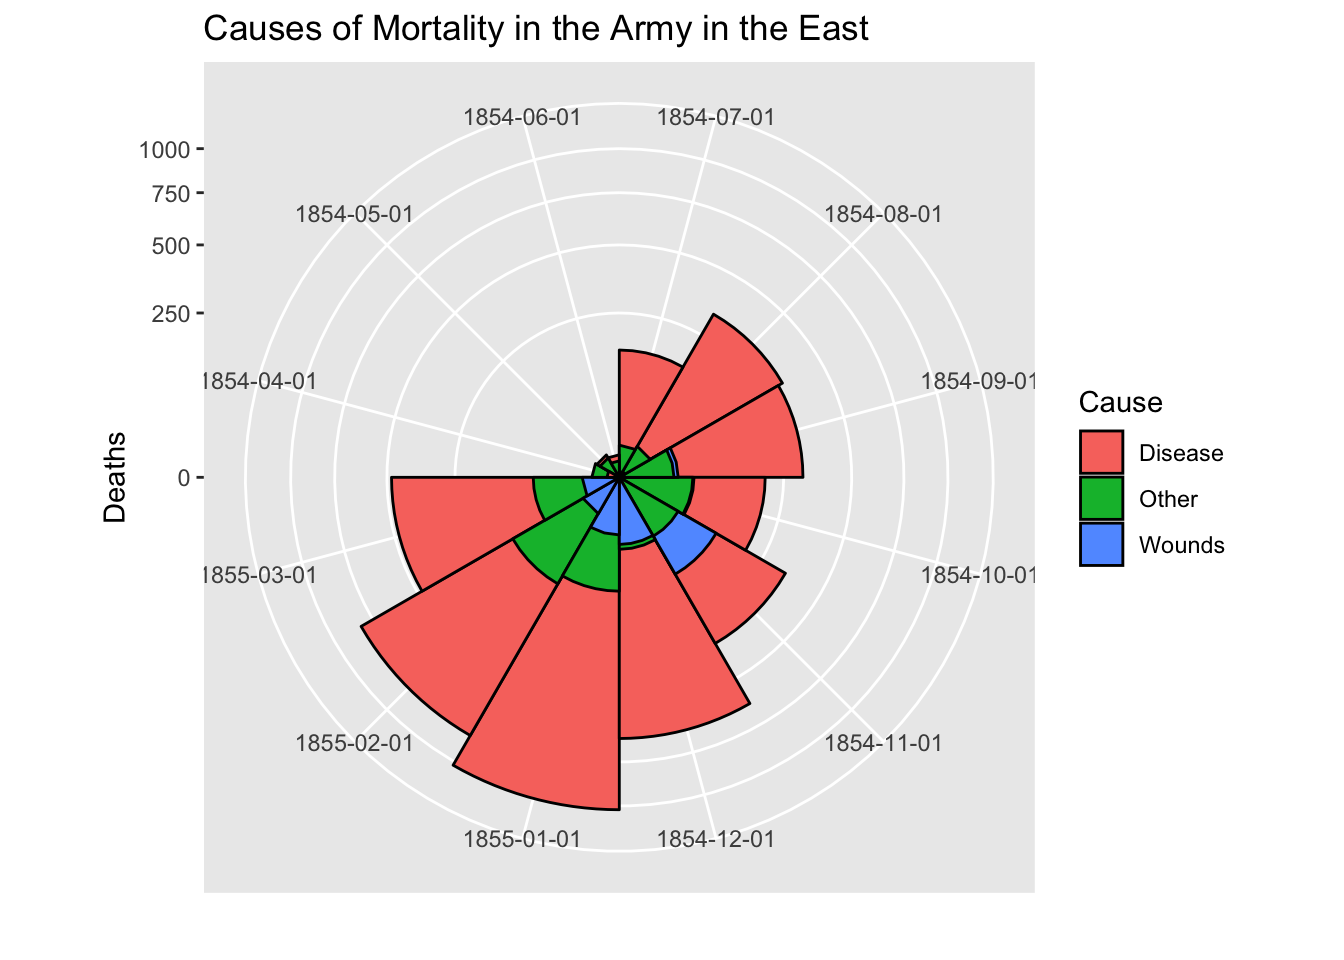 Causes of Mortality in the Army in the East
1854-06-01
1854-07-01
1000
750
1854-05-01
1854-08-01
500
250
1854-04-01
1854-09-01
Cause
Disease
Deaths
0
Other
Wounds
1855-03-01
1854-10-01
1855-02-01
1854-11-01
1855-01-01
1854-12-01